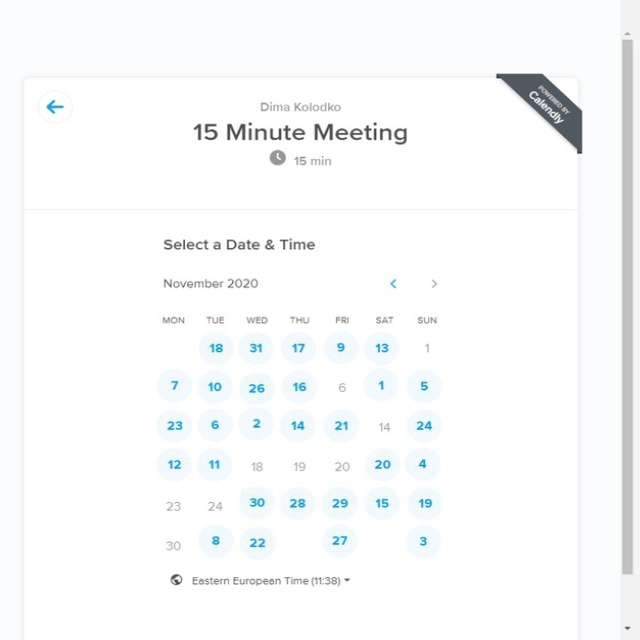 Dima Kolodko
15 Minute Meeting
15 min
POWERED BY
Calendly
Select a Date & Time
November 2020
MON TUE WED THU FRI SAT SUN
18 31 17 9 13 1
7 10 26 16 6 1 5
23 6 2 14 21 14 24
12 11 18 19 20 20 4
23 24 30 28 29 15 19
30 8 22 27 3
Eastern European Time (11:38)